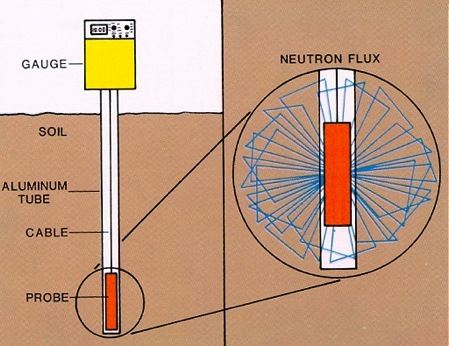 GAUGE
SOIL
ALUMINUM
TUBE
CABLE
PROBE
NEUTRON FLUX